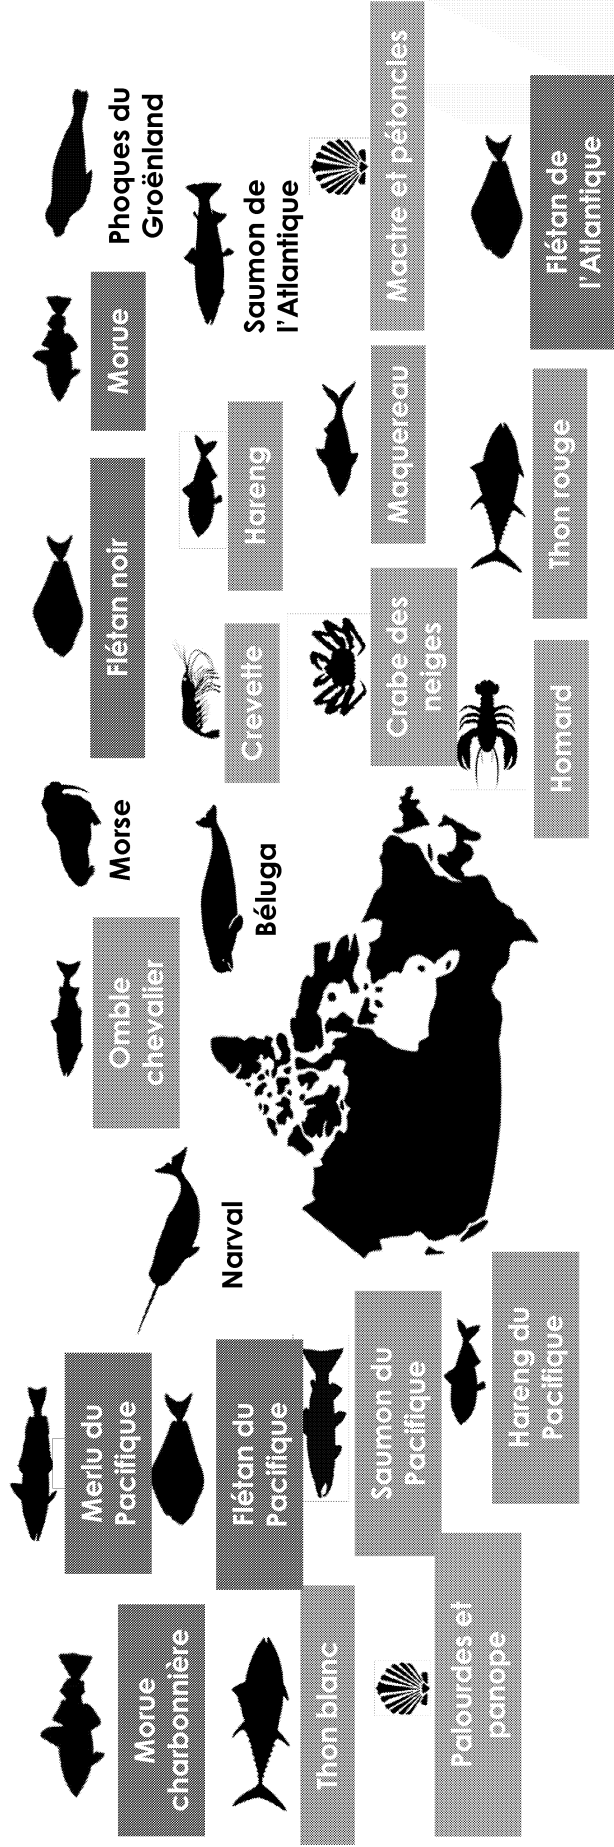 Morue
charbonnière
Merlu du
Pacifique
Narval
Omble
chevalier
Morse
Flétan noir
Morue
Phoques du
Groënland
Thon blanc
Flétan du
Pacifique
Béluga
Crevette
Hareng
Saumon de
l'Atlantique
Palourdes et
panope
Saumon du
Pacifique
Crabe des
neiges
Maquereau
Mactre et pétoncles
Hareng du
Pacifique
Homard
Thon rouge
Flétan de
l'Atlantique